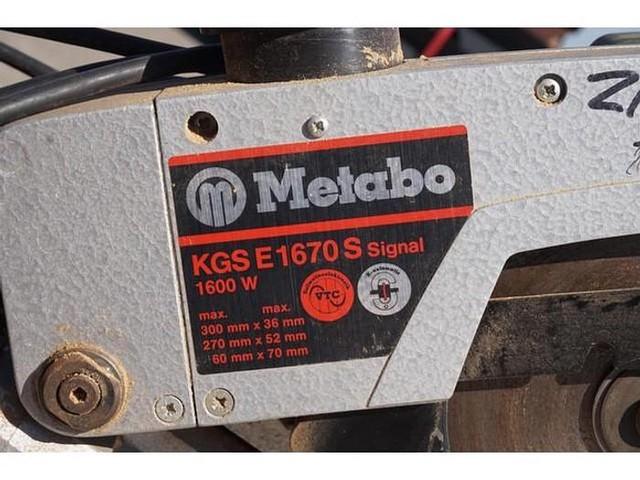 Metabo
KGS E 1670 S Signal
1600 W
VTC
max. max.
300 mm x 36 mm
270 mm x 52 mm
60 mm x 70 mm